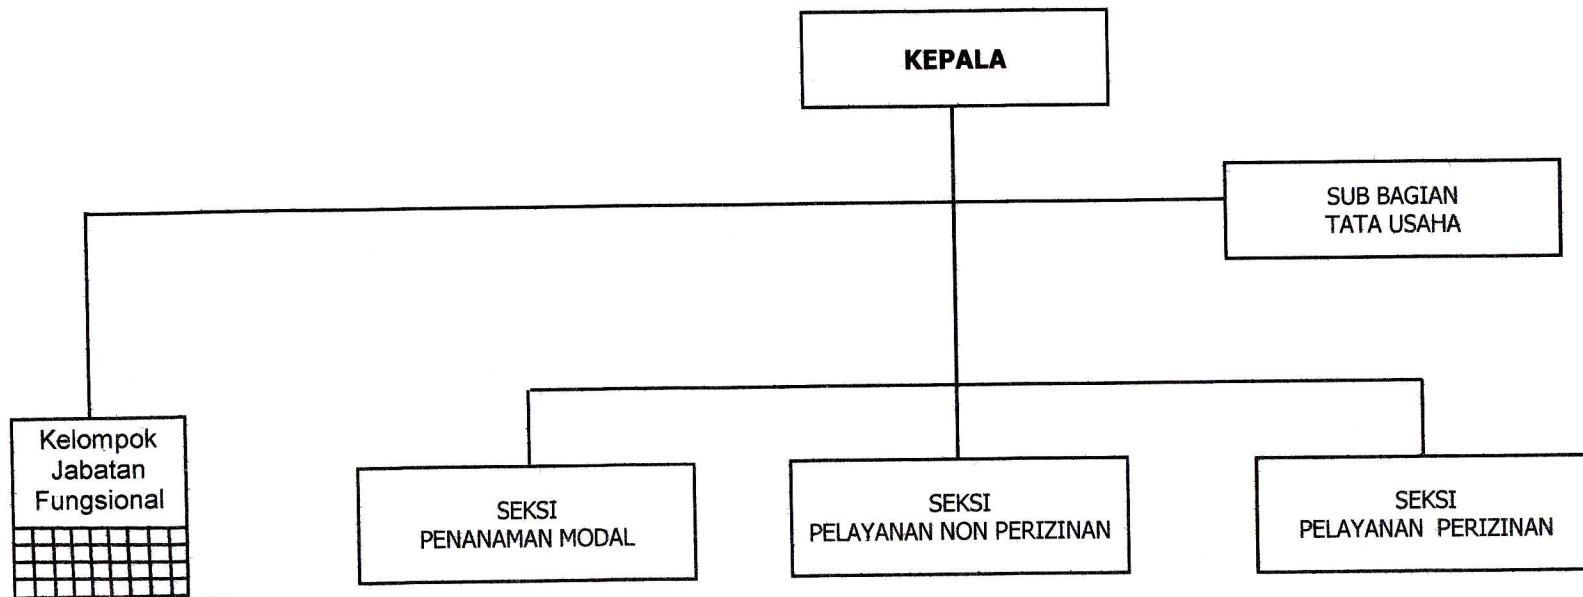 KEPALA
SUB BAGIAN
TATA USAHA
Kelompok
Jabatan
Fungsional
SEKSI
PENANAMAN MODAL
SEKSI
PELAYANAN NON PERIZINAN
SEKSI
PELAYANAN PERIZINAN